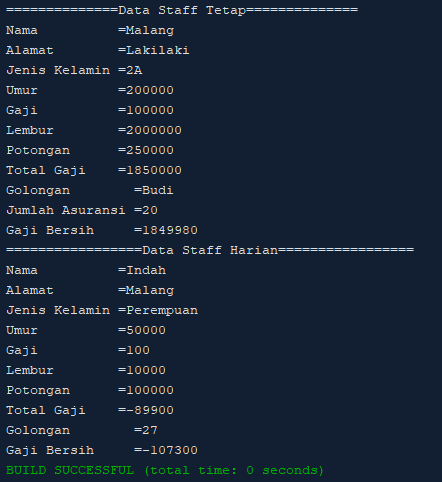 ==============Data Staff Tetap==============
Nama          =Malang
Alamat        =Lakilaki
Jenis Kelamin =2A
Umur          =200000
Gaji          =100000
Lembur        =2000000
Potongan      =250000
Total Gaji    =1850000
Golongan        =Budi
Jumlah Asuransi =20
Gaji Bersih     =1849980
=================Data Staff Harian=================
Nama          =Indah
Alamat        =Malang
Jenis Kelamin =Perempuan
Umur          =50000
Gaji          =100
Lembur        =10000
Potongan      =100000
Total Gaji    =-89900
Golongan        =27
Gaji Bersih     =-107300
BUILD SUCCESSFUL (total time: 0 seconds)